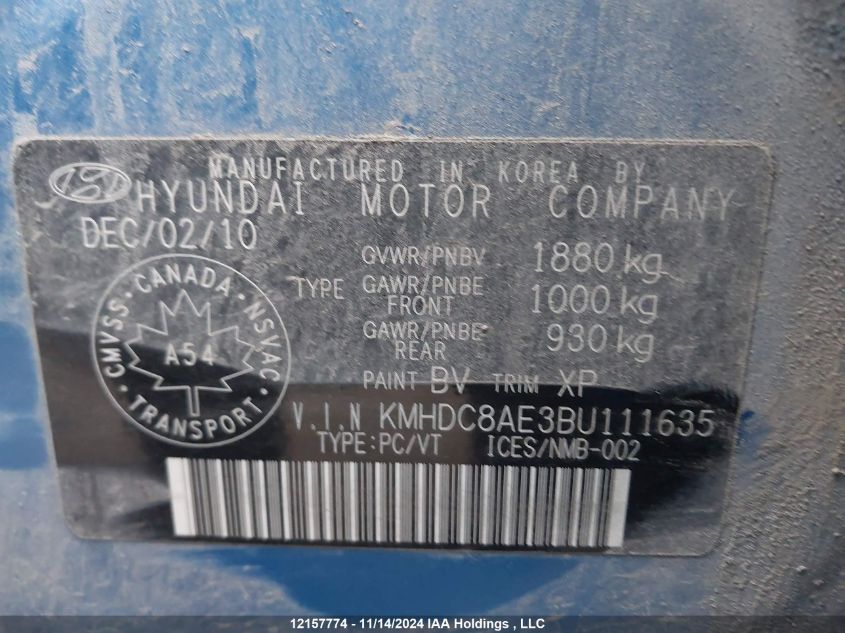 MANUFACTURED IN KOREA BY
HYUNDAI MOTOR COMPANY
DEC/02/10
GVWR/PNBV 1880 kg
TYPE GAWR/PNBE FRONT 1000 kg
GAWR/PNBE REAR 930 kg
CMVSS · CANADA · NSVAC
A54
TRANSPORT
PAINT BV TRIM XP
V.I.N KMHDC8AE3BU111635
TYPE:PC/VT ICES/NMB-002
12157774 - 11/14/2024 IAA Holdings , LLC